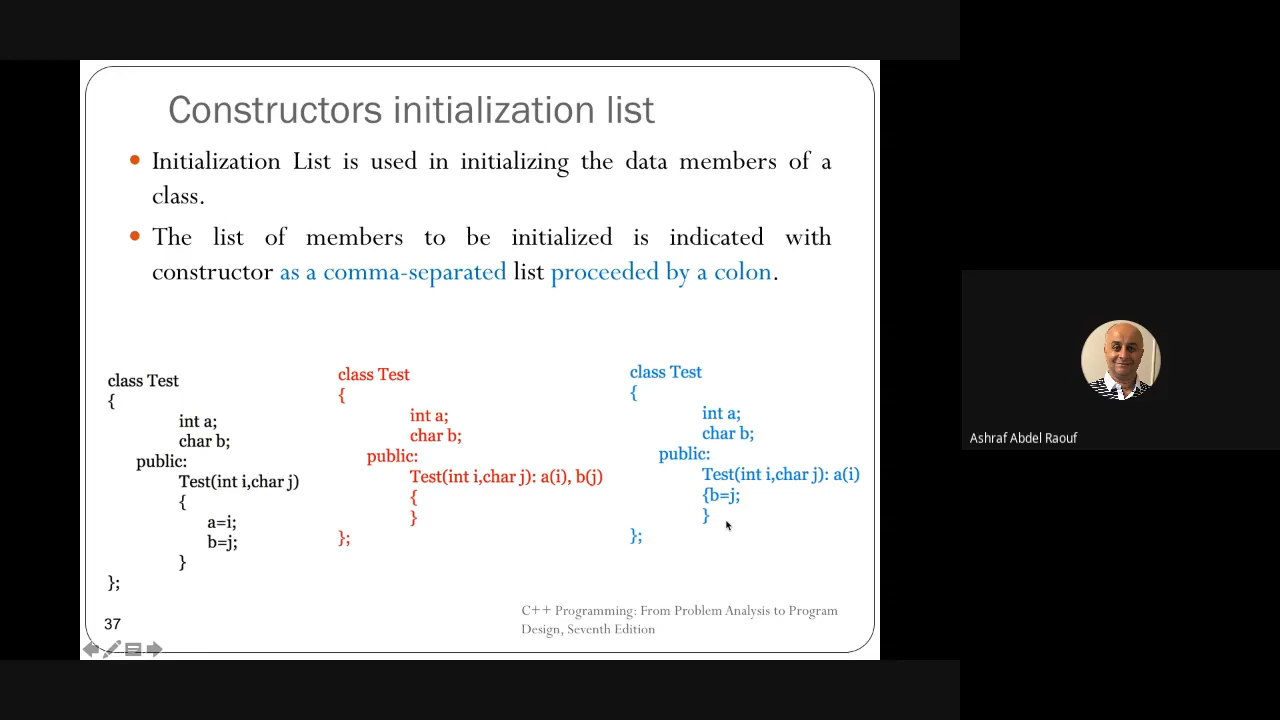 Constructors initialization list
• Initialization List is used in initializing the data members of a
class.
• The list of members to be initialized is indicated with
constructor as a comma-separated list proceeded by a colon.
class Test
{
int a;
char b;
public:
Test(int i,char j)
{
a=i;
b=j;
}
};
class Test
{
int a;
char b;
public:
Test(int i,char j): a(i), b(j)
{
}
};
class Test
{
int a;
char b;
public:
Test(int i,char j): a(i)
{b=j;
}
};
C++ Programming: From Problem Analysis to Program
Design, Seventh Edition
37
Ashraf Abdel Raouf